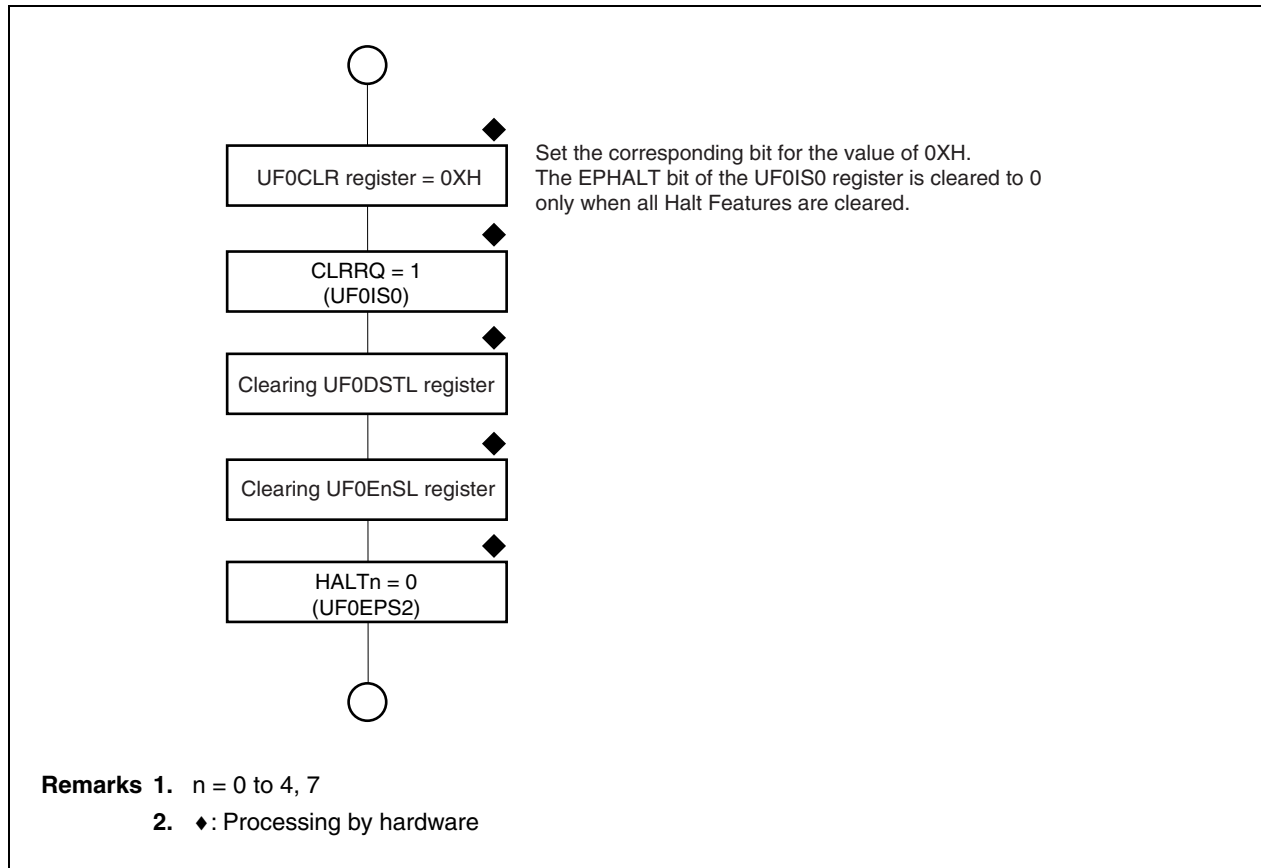 ◆
UF0CLR register = 0XH
Set the corresponding bit for the value of 0XH.
The EPHALT bit of the UF0IS0 register is cleared to 0
only when all Halt Features are cleared.
◆
CLRRQ = 1
(UF0IS0)
◆
Clearing UF0DSTL register
◆
Clearing UF0EnSL register
◆
HALTn = 0
(UF0EPS2)
Remarks 1. n = 0 to 4, 7
2. ♦: Processing by hardware